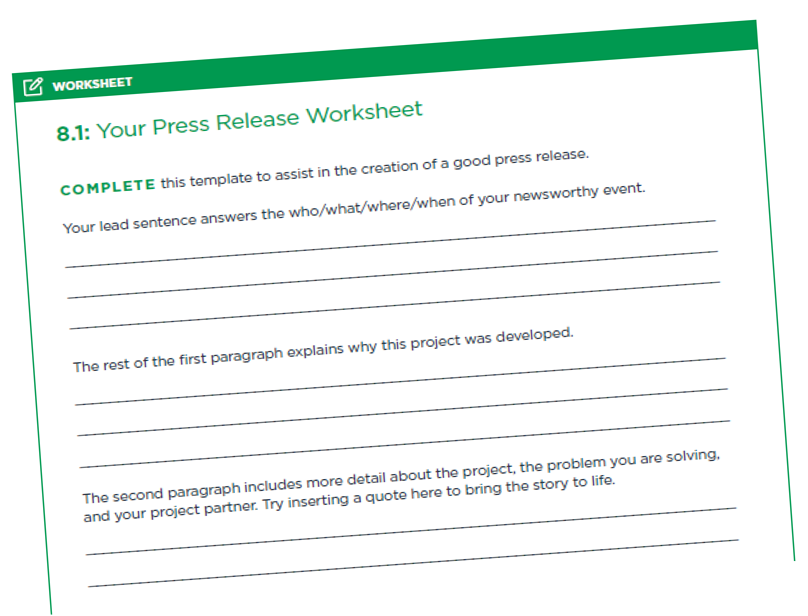 WORKSHEET
8.1: Your Press Release Worksheet
COMPLETE this template to assist in the creation of a good press release.
Your lead sentence answers the who/what/where/when of your newsworthy event.
The rest of the first paragraph explains why this project was developed.
The second paragraph includes more detail about the project, the problem you are solving,
and your project partner. Try inserting a quote here to bring the story to life.